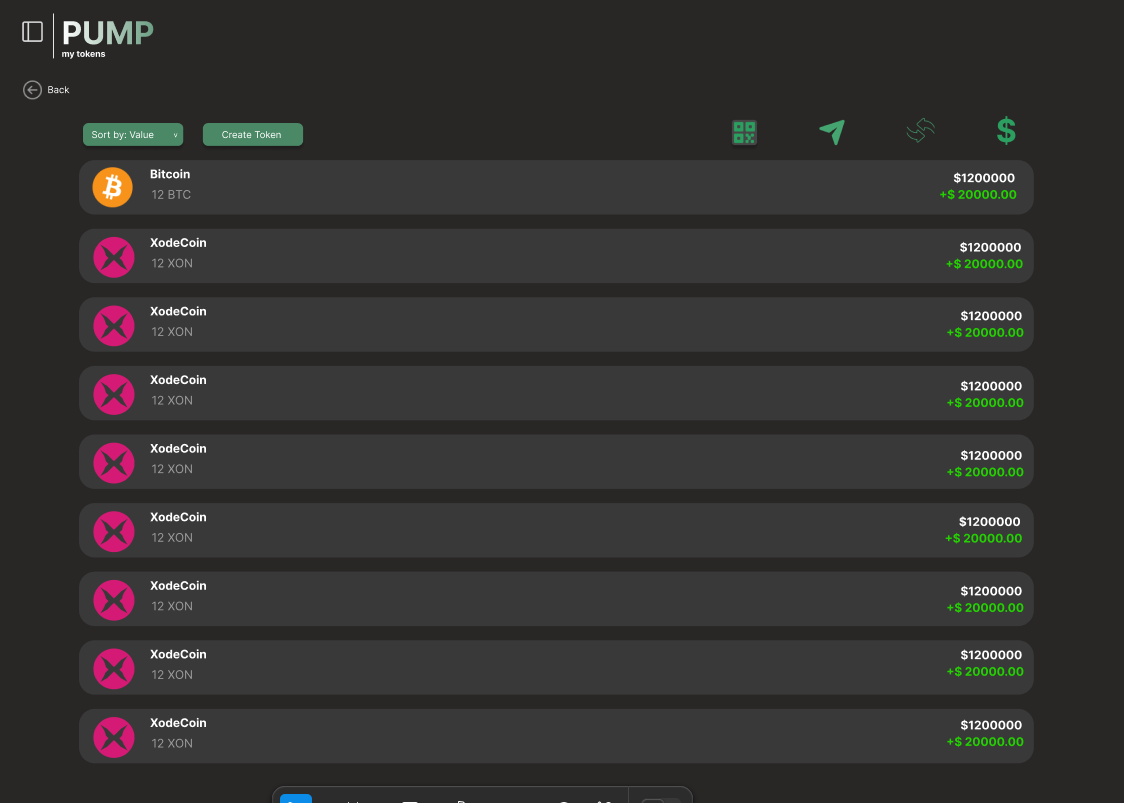 PUMP
my tokens
Back
Sort by: Value v
Create Token
$
Bitcoin
12 BTC
$1200000
+$ 20000.00
XodeCoin
12 XON
$1200000
+$ 20000.00
XodeCoin
12 XON
$1200000
+$ 20000.00
XodeCoin
12 XON
$1200000
+$ 20000.00
XodeCoin
12 XON
$1200000
+$ 20000.00
XodeCoin
12 XON
$1200000
+$ 20000.00
XodeCoin
12 XON
$1200000
+$ 20000.00
XodeCoin
12 XON
$1200000
+$ 20000.00
XodeCoin
12 XON
$1200000
+$ 20000.00